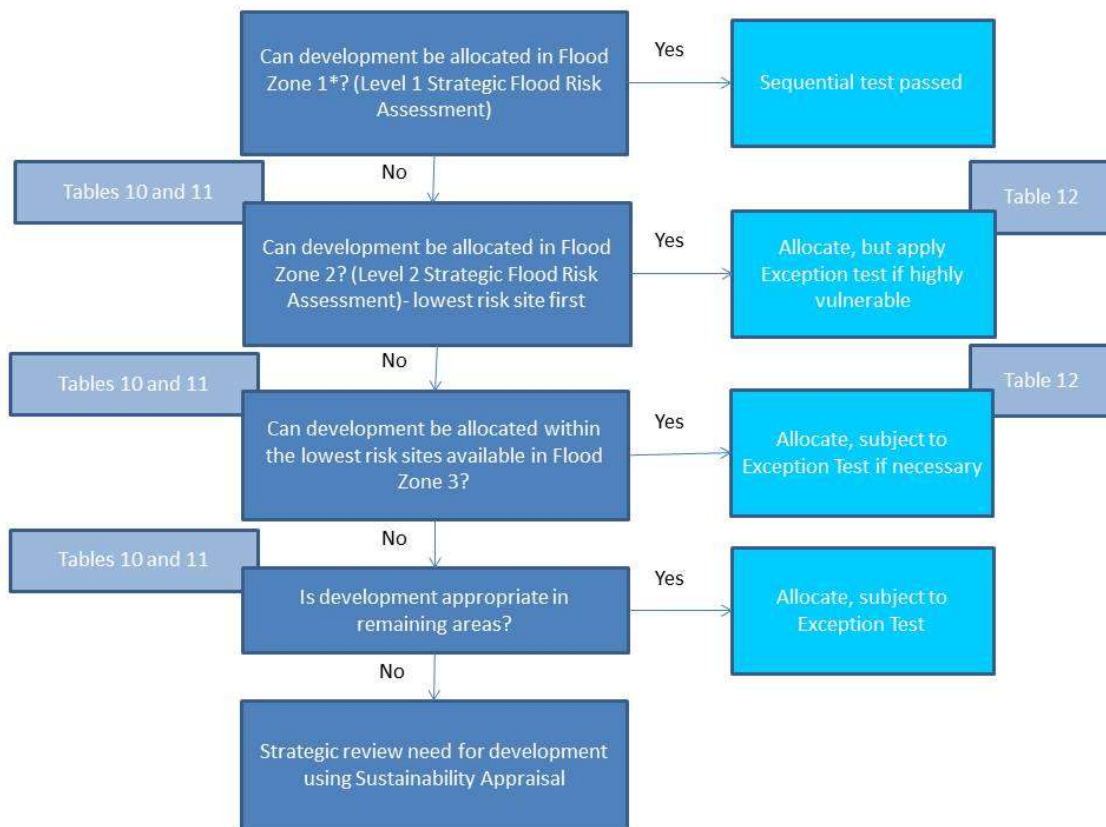 Can development be allocated in Flood
Zone 1*? (Level 1 Strategic Flood Risk
Assessment)
Yes
Sequential test passed
No
Tables 10 and 11
Table 12
Can development be allocated in Flood
Zone 2? (Level 2 Strategic Flood Risk
Assessment)- lowest risk site first
Yes
Allocate, but apply
Exception test if highly
vulnerable
No
Tables 10 and 11
Table 12
Can development be allocated within
the lowest risk sites available in Flood
Zone 3?
Yes
Allocate, subject to
Exception Test if necessary
No
Tables 10 and 11
Is development appropriate in
remaining areas?
Yes
Allocate, subject to
Exception Test
No
Strategic review need for development
using Sustainability Appraisal